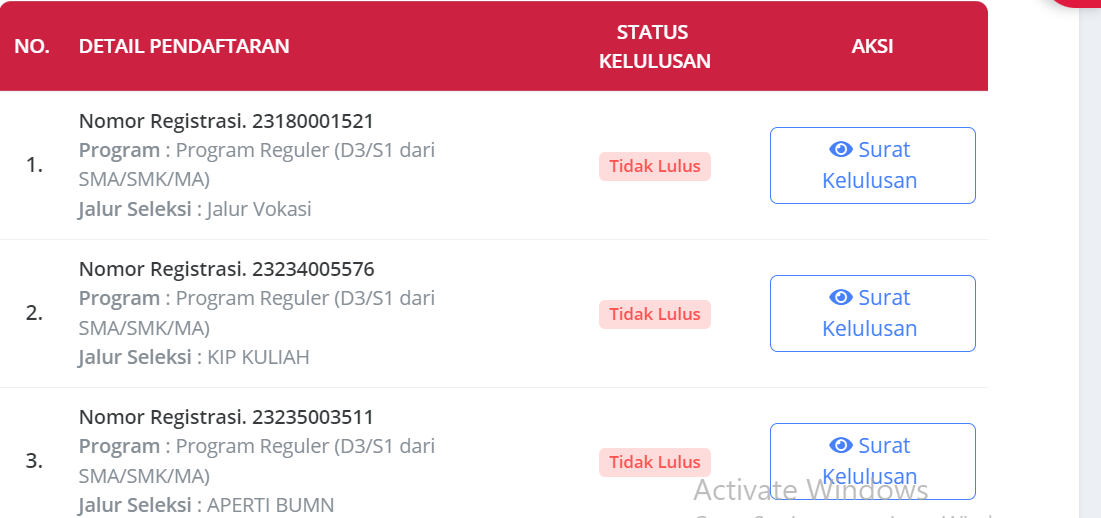 NO. DETAIL PENDAFTARAN STATUS KELULUSAN AKSI
1.
Nomor Registrasi. 23180001521
Program : Program Reguler (D3/S1 dari
SMA/SMK/MA)
Jalur Seleksi : Jalur Vokasi
Tidak Lulus
Surat
Kelulusan
2.
Nomor Registrasi. 23234005576
Program : Program Reguler (D3/S1 dari
SMA/SMK/MA)
Jalur Seleksi : KIP KULIAH
Tidak Lulus
Surat
Kelulusan
3.
Nomor Registrasi. 23235003511
Program : Program Reguler (D3/S1 dari
SMA/SMK/MA)
Jalur Seleksi : APERTI BUMN
Tidak Lulus
Surat
Kelulusan
Activate Windows